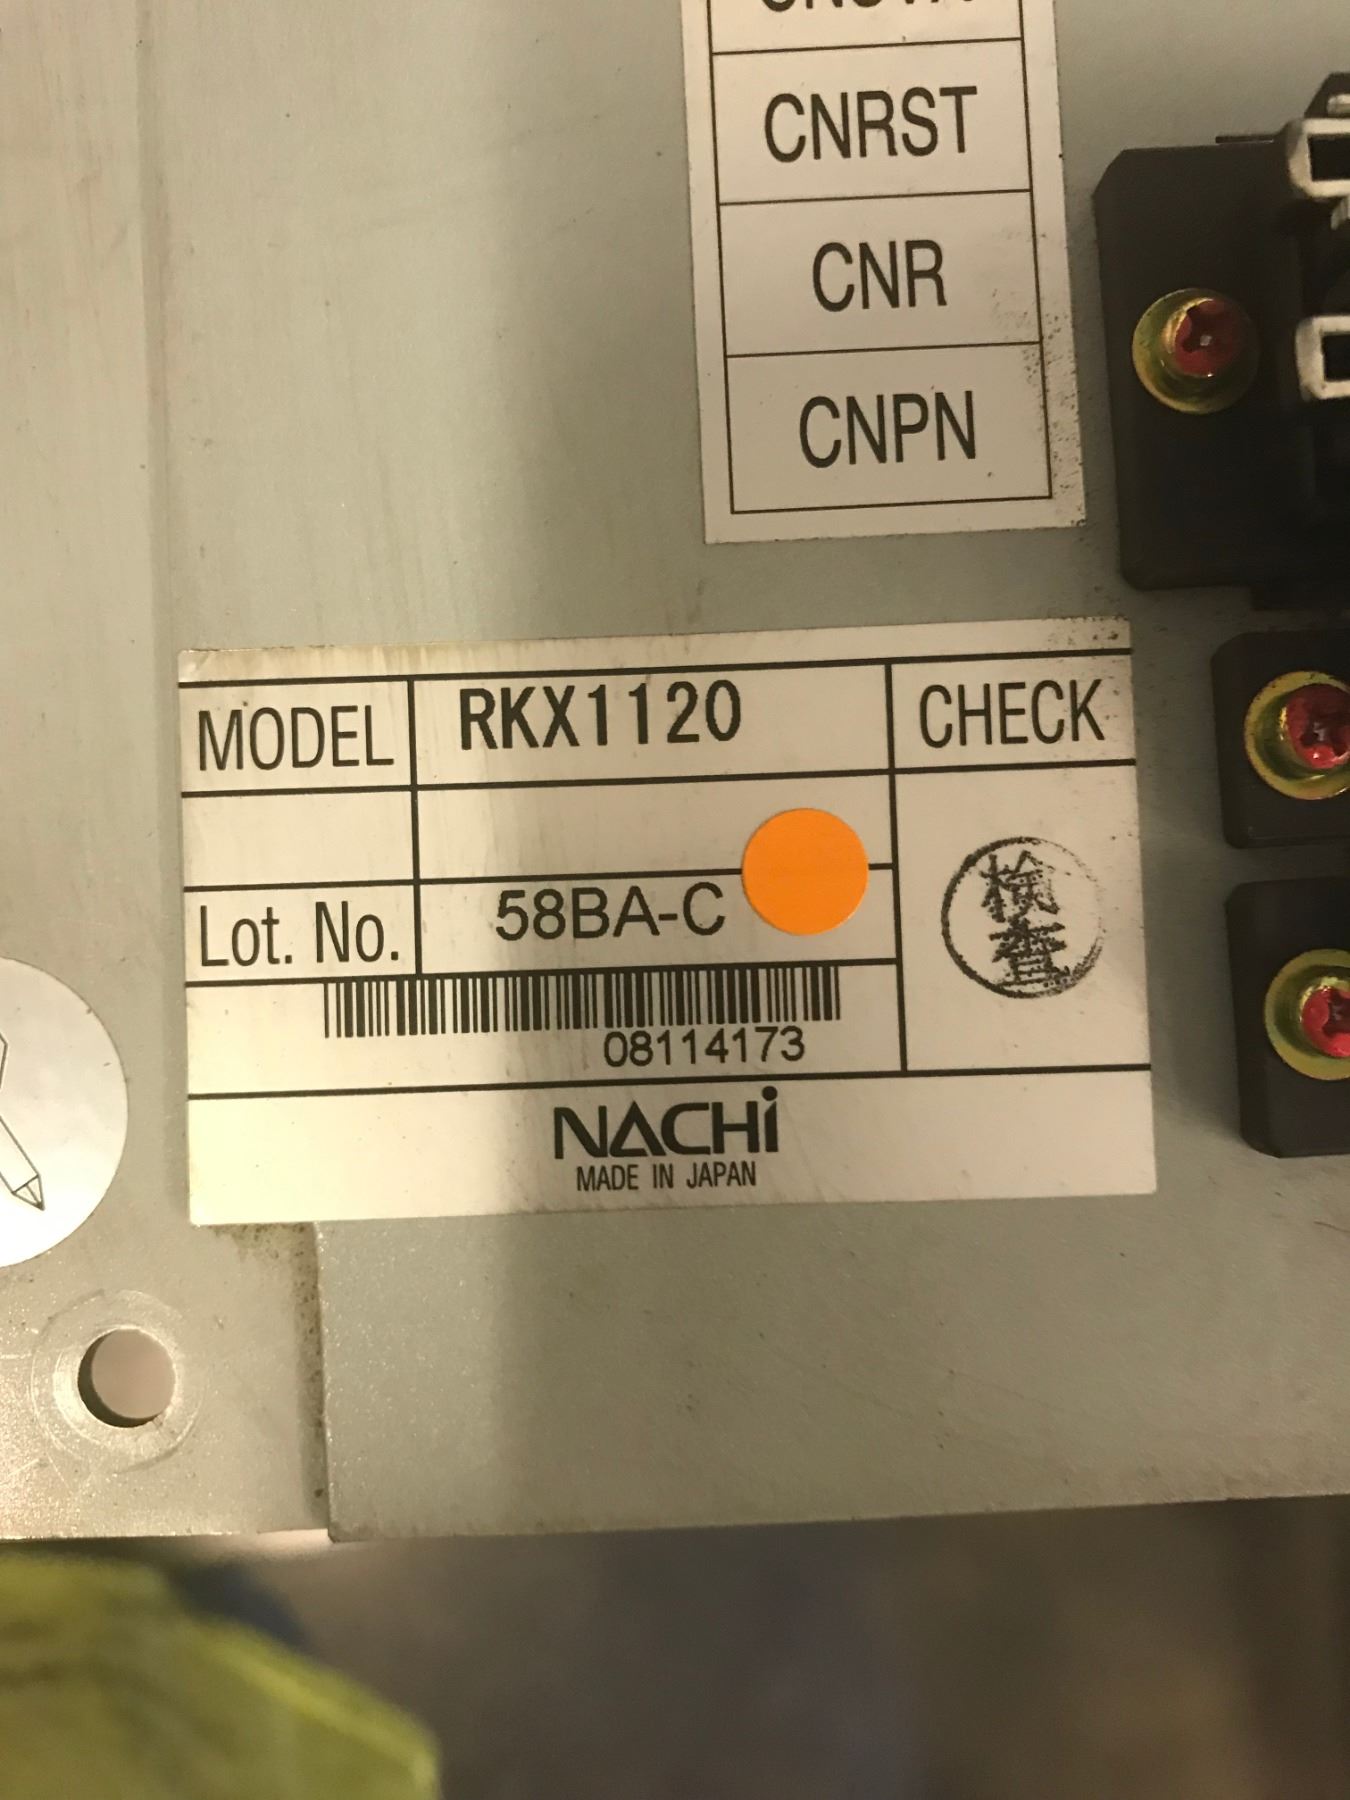 CNRST
CNR
CNPN
MODEL RKX1120 CHECK
Lot. No. 58BA-C
検査
08114173
NACHi
MADE IN JAPAN